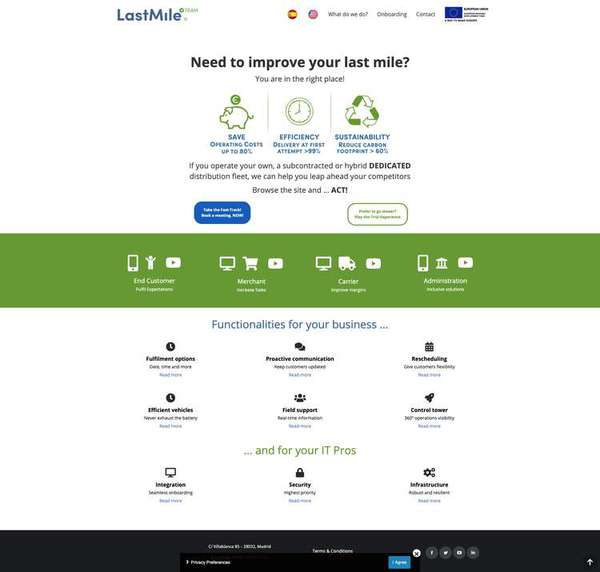 LastMile TEAM
What do we do?
Onboarding
Contact
EUROPEAN UNION
Need to improve your last mile?
You are in the right place!
SAVE
OPERATING COSTS
UP TO 80%
EFFICIENCY
DELIVERY AT FIRST
ATTEMPT >99%
SUSTAINABILITY
REDUCE CARBON
FOOTPRINT > 60%
If you operate your own, a subcontracted or hybrid DEDICATED
distribution fleet, we can help you leap ahead your competitors
Browse the site and ... ACT!
Take the Fast Track!
Book a meeting, NOW!
Prefer to go slower?
Play the Trial Experience
End Customer
Fulfil Expectations
Merchant
Increase Sales
Carrier
Improve margins
Administration
Inclusive solutions
Functionalities for your business ...
Fulfilment options
Date, time and more
Read more
Proactive communication
Keep customers updated
Read more
Rescheduling
Give customers flexibility
Read more
Efficient vehicles
Never exhaust the battery
Read more
Field support
Real-time information
Read more
Control tower
360º operations visibility
Read more
... and for your IT Pros
Integration
Seamless onboarding
Read more
Security
Highest priority
Read more
Infrastructure
Robust and resilient
Read more
C/ Villablanca 85 - 28032, Madrid
Terms & Conditions
Privacy Preferences
I Agree